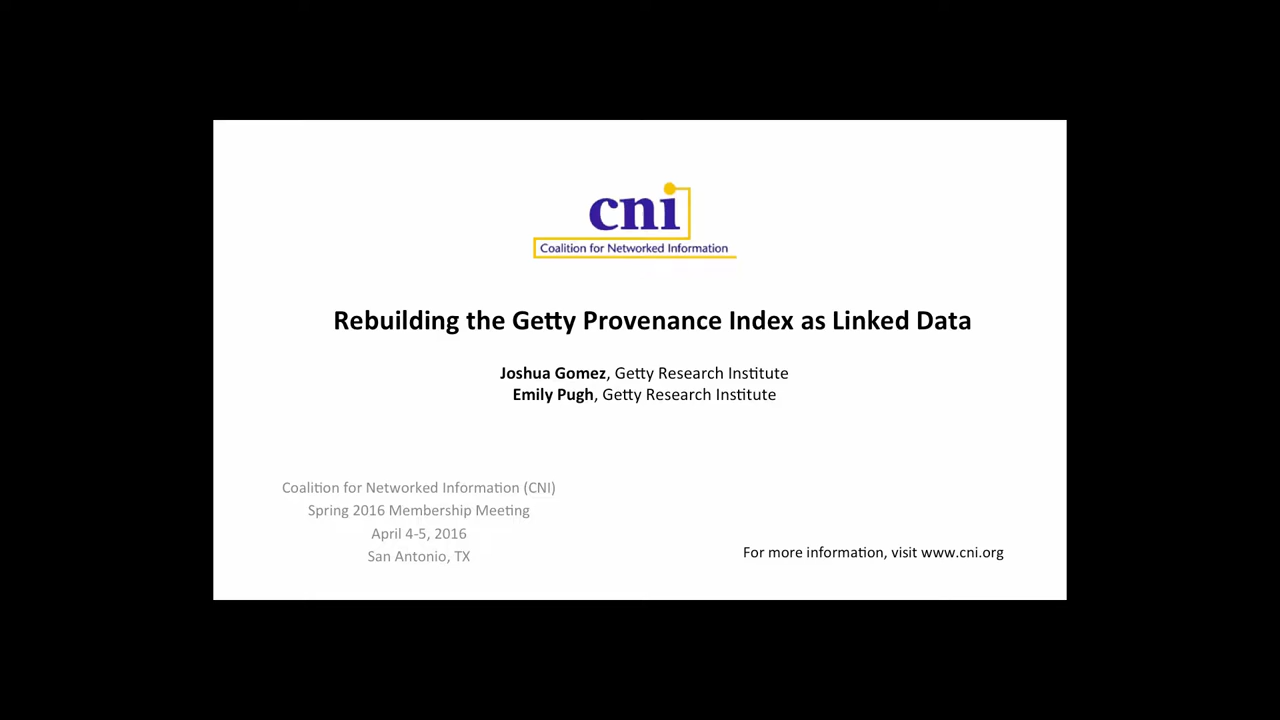 cni
Coalition for Networked Information
Rebuilding the Getty Provenance Index as Linked Data
Joshua Gomez, Getty Research Institute
Emily Pugh, Getty Research Institute
Coalition for Networked Information (CNI)
Spring 2016 Membership Meeting
April 4-5, 2016
San Antonio, TX
For more information, visit www.cni.org